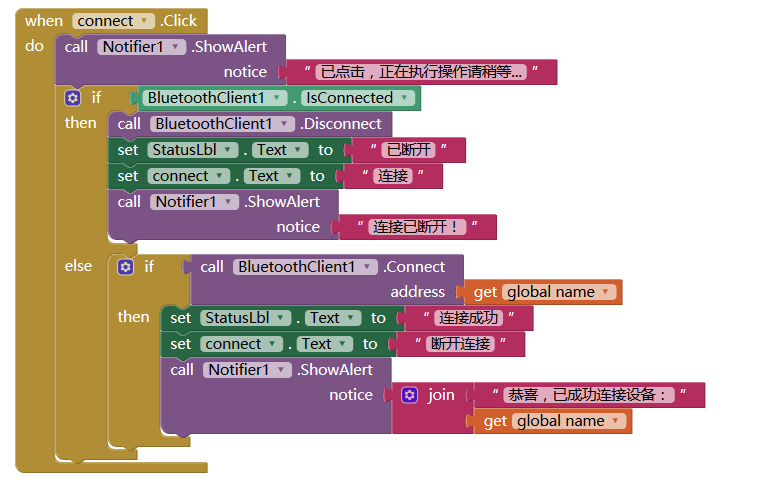 when connect .Click
do call Notifier1 .ShowAlert
notice "已点击，正在执行操作请稍等..."
if BluetoothClient1 . IsConnected
then call BluetoothClient1 .Disconnect
set StatusLbl . Text to "已断开"
set connect . Text to "连接"
call Notifier1 .ShowAlert
notice "连接已断开！"
else if call BluetoothClient1 .Connect
address get global name
then set StatusLbl . Text to "连接成功"
set connect . Text to "断开连接"
call Notifier1 .ShowAlert
notice join "恭喜，已成功连接设备："
get global name